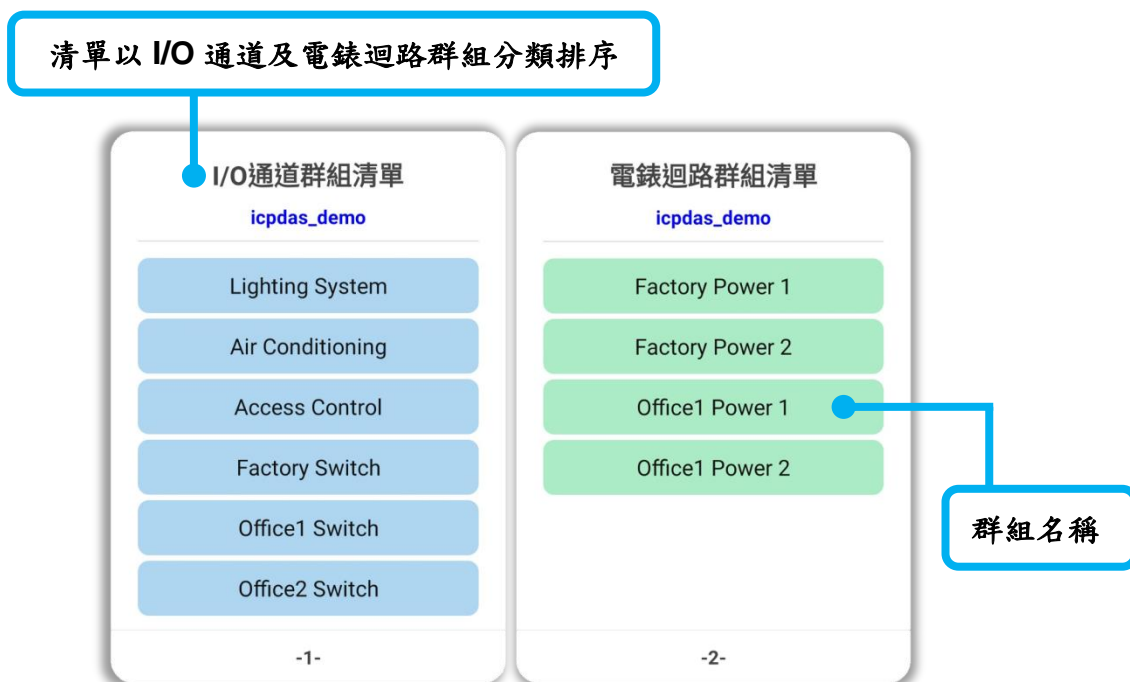 清單以 I/O 通道及電錶迴路群組分類排序
I/O通道群組清單
icpdas_demo
Lighting System
Air Conditioning
Access Control
Factory Switch
Office1 Switch
Office2 Switch
-1-
電錶迴路群組清單
icpdas_demo
Factory Power 1
Factory Power 2
Office1 Power 1
Office1 Power 2
-2-
群組名稱